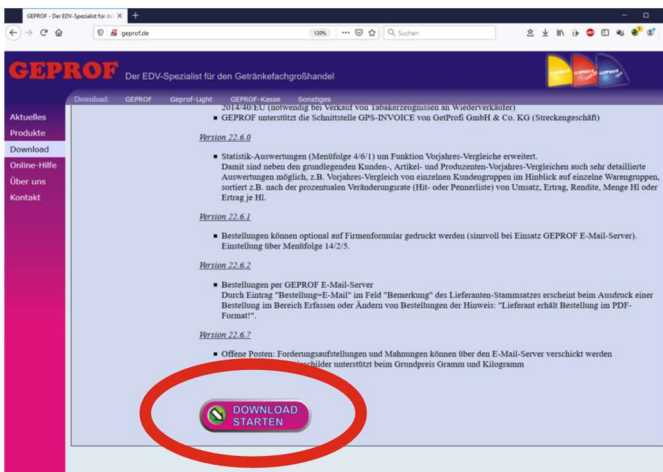 GEPROF - Der EDV-Spezialist für di
geprof.de
120%
Suchen
GEPROF Der EDV-Spezialist für den Getränkefachgroßhandel
Download: GEPROF Geprof-Light GEPROF-Kasse Sonstiges
Aktuelles
Produkte
Download
Online-Hilfe
Über uns
Kontakt
2014/40/EU (notwendig bei Verkauf von Tabakerzeugnissen an Wiederverkäufer)
GEPROF unterstützt die Schnittstelle GPS-INVOICE von GetProfi GmbH & Co. KG (Streckengeschäft)
Version 22.6.0
Statistik-Auswertungen (Menüfolge 4/6/1) um Funktion Vorjahres-Vergleiche erweitert.
Damit sind neben den grundlegenden Kunden-, Artikel- und Produzenten-Vorjahres-Vergleichen auch sehr detaillierte
Auswertungen möglich, z.B. Vorjahres-Vergleich von einzelnen Kundengruppen im Hinblick auf einzelne Warengruppen,
sortiert z.B. nach der prozentualen Veränderungsrate (Hit- oder Pennerliste) von Umsatz, Ertrag, Rendite, Menge Hl oder
Ertrag je Hl.
Version 22.6.1
Bestellungen können optional auf Firmenformular gedruckt werden (sinnvoll bei Einsatz GEPROF E-Mail-Server).
Einstellung über Menüfolge 14/2/5.
Version 22.6.2
Bestellungen per GEPROF E-Mail-Server
Durch Eintrag "Bestellung=E-Mail" im Feld "Bemerkung" des Lieferanten-Stammsatzes erscheint beim Ausdruck einer
Bestellung im Bereich Erfassen oder Ändern von Bestellungen der Hinweis: "Lieferant erhält Bestellung im PDF-
Format!".
Version 22.6.7
Offene Posten: Forderungsaufstellungen und Mahnungen können über den E-Mail-Server verschickt werden
schilder unterstützt beim Grundpreis Gramm und Kilogramm
DOWNLOAD
STARTEN